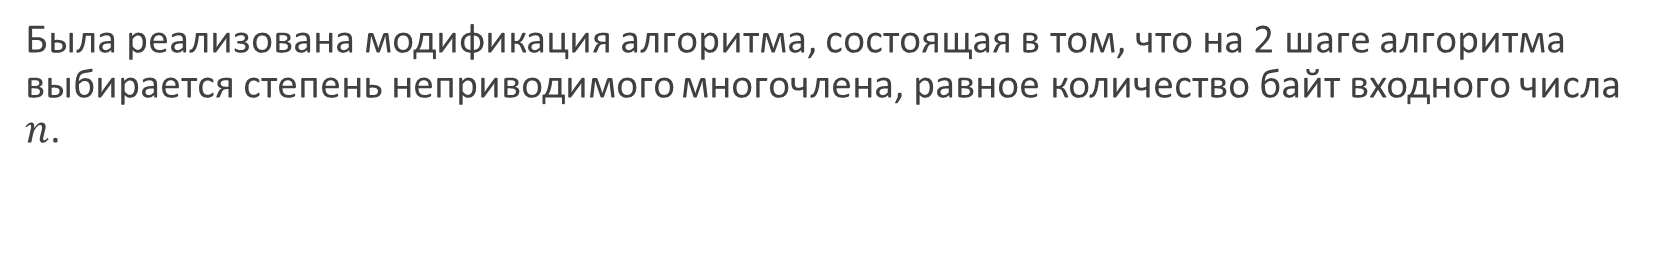 Была реализована модификация алгоритма, состоящая в том, что на 2 шаге алгоритма
выбирается степень неприводимого многочлена, равное количество байт входного числа
n.